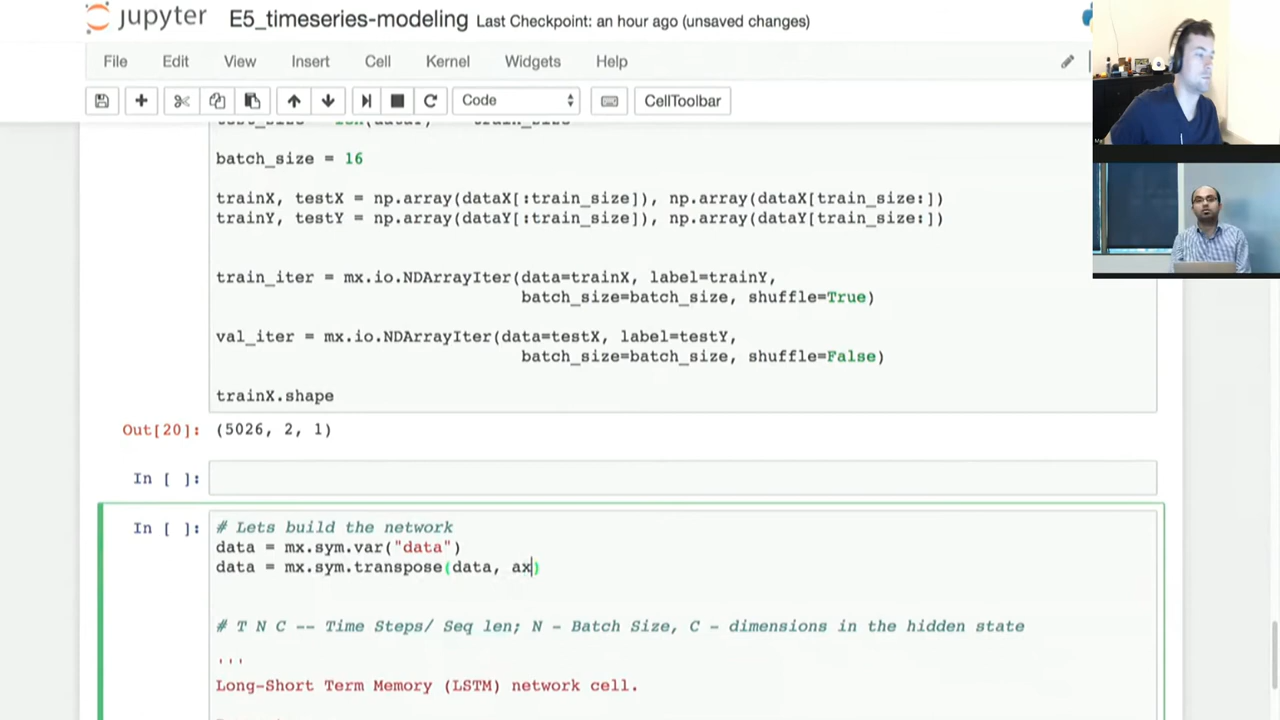 jupyter E5_timeseries-modeling Last Checkpoint: an hour ago (unsaved changes)
File Edit View Insert Cell Kernel Widgets Help
Code CellToolbar
batch_size = 16
trainX, testX = np.array(dataX[:train_size]), np.array(dataX[train_size:])
trainY, testY = np.array(dataY[:train_size]), np.array(dataY[train_size:])
train_iter = mx.io.NDArrayIter(data=trainX, label=trainY,
batch_size=batch_size, shuffle=True)
val_iter = mx.io.NDArrayIter(data=testX, label=testY,
batch_size=batch_size, shuffle=False)
trainX.shape
Out[20]: (5026, 2, 1)
In [ ]:
In [ ]: # Lets build the network
data = mx.sym.var("data")
data = mx.sym.transpose(data, ax)
# T N C -- Time Steps/ Seq len; N - Batch Size, C - dimensions in the hidden state
'''
Long-Short Term Memory (LSTM) network cell.